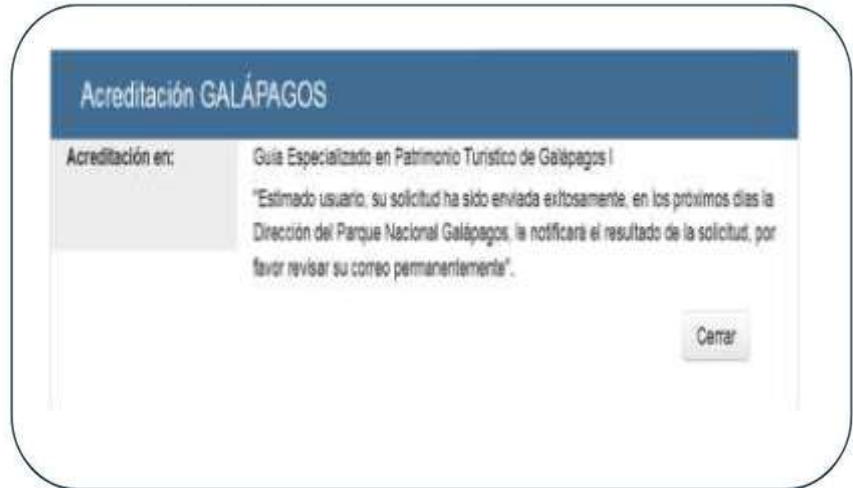 Acreditación GALÁPAGOS
Acreditación en: Guía Especializado en Patrimonio Turístico de Galápagos I
"Estimado usuario, su solicitud ha sido enviada exitosamente, en los próximos días la
Dirección del Parque Nacional Galápagos, le notificará el resultado de la solicitud, por
favor revisar su correo permanentemente".
Cerrar